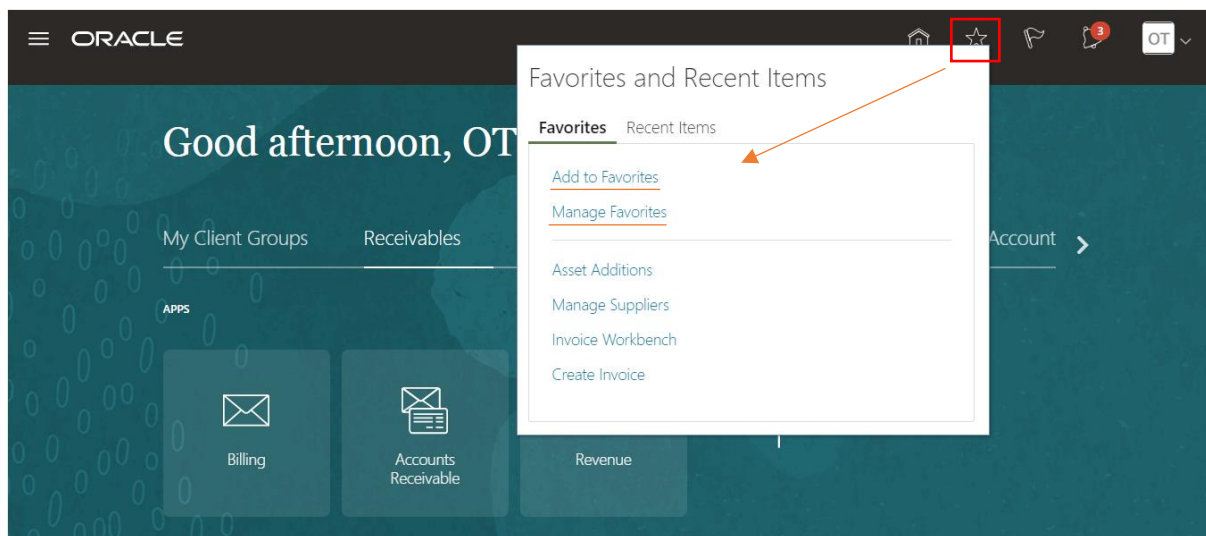 ORACLE
3
OT
Favorites and Recent Items
Favorites Recent Items
Good afternoon, OT
Add to Favorites
Manage Favorites
My Client Groups Receivables Account
Asset Additions
APPS
Manage Suppliers
Invoice Workbench
Create Invoice
Billing
Accounts
Receivable
Revenue